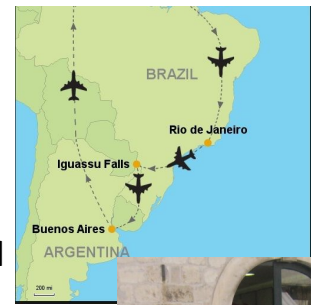 BRAZIL
Rio de Janeiro
Iguassu Falls
Buenos Aires
ARGENTINA
200 mi